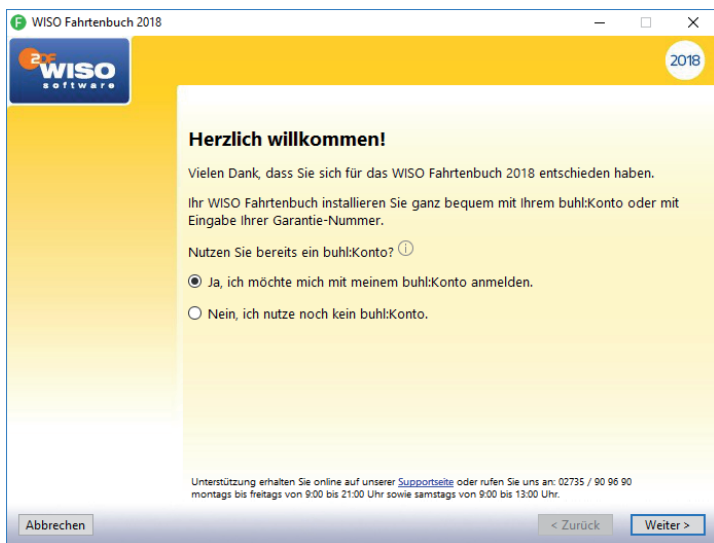 WISO Fahrtenbuch 2018
ZDF
WISO
software
2018
Herzlich willkommen!
Vielen Dank, dass Sie sich für das WISO Fahrtenbuch 2018 entschieden haben.
Ihr WISO Fahrtenbuch installieren Sie ganz bequem mit Ihrem buhl:Konto oder mit
Eingabe Ihrer Garantie-Nummer.
Nutzen Sie bereits ein buhl:Konto?
Ja, ich möchte mich mit meinem buhl:Konto anmelden.
Nein, ich nutze noch kein buhl:Konto.
Unterstützung erhalten Sie online auf unserer Supportseite oder rufen Sie uns an: 02735 / 90 96 90
montags bis freitags von 9:00 bis 21:00 Uhr sowie samstags von 9:00 bis 13:00 Uhr.
Abbrechen
< Zurück
Weiter >